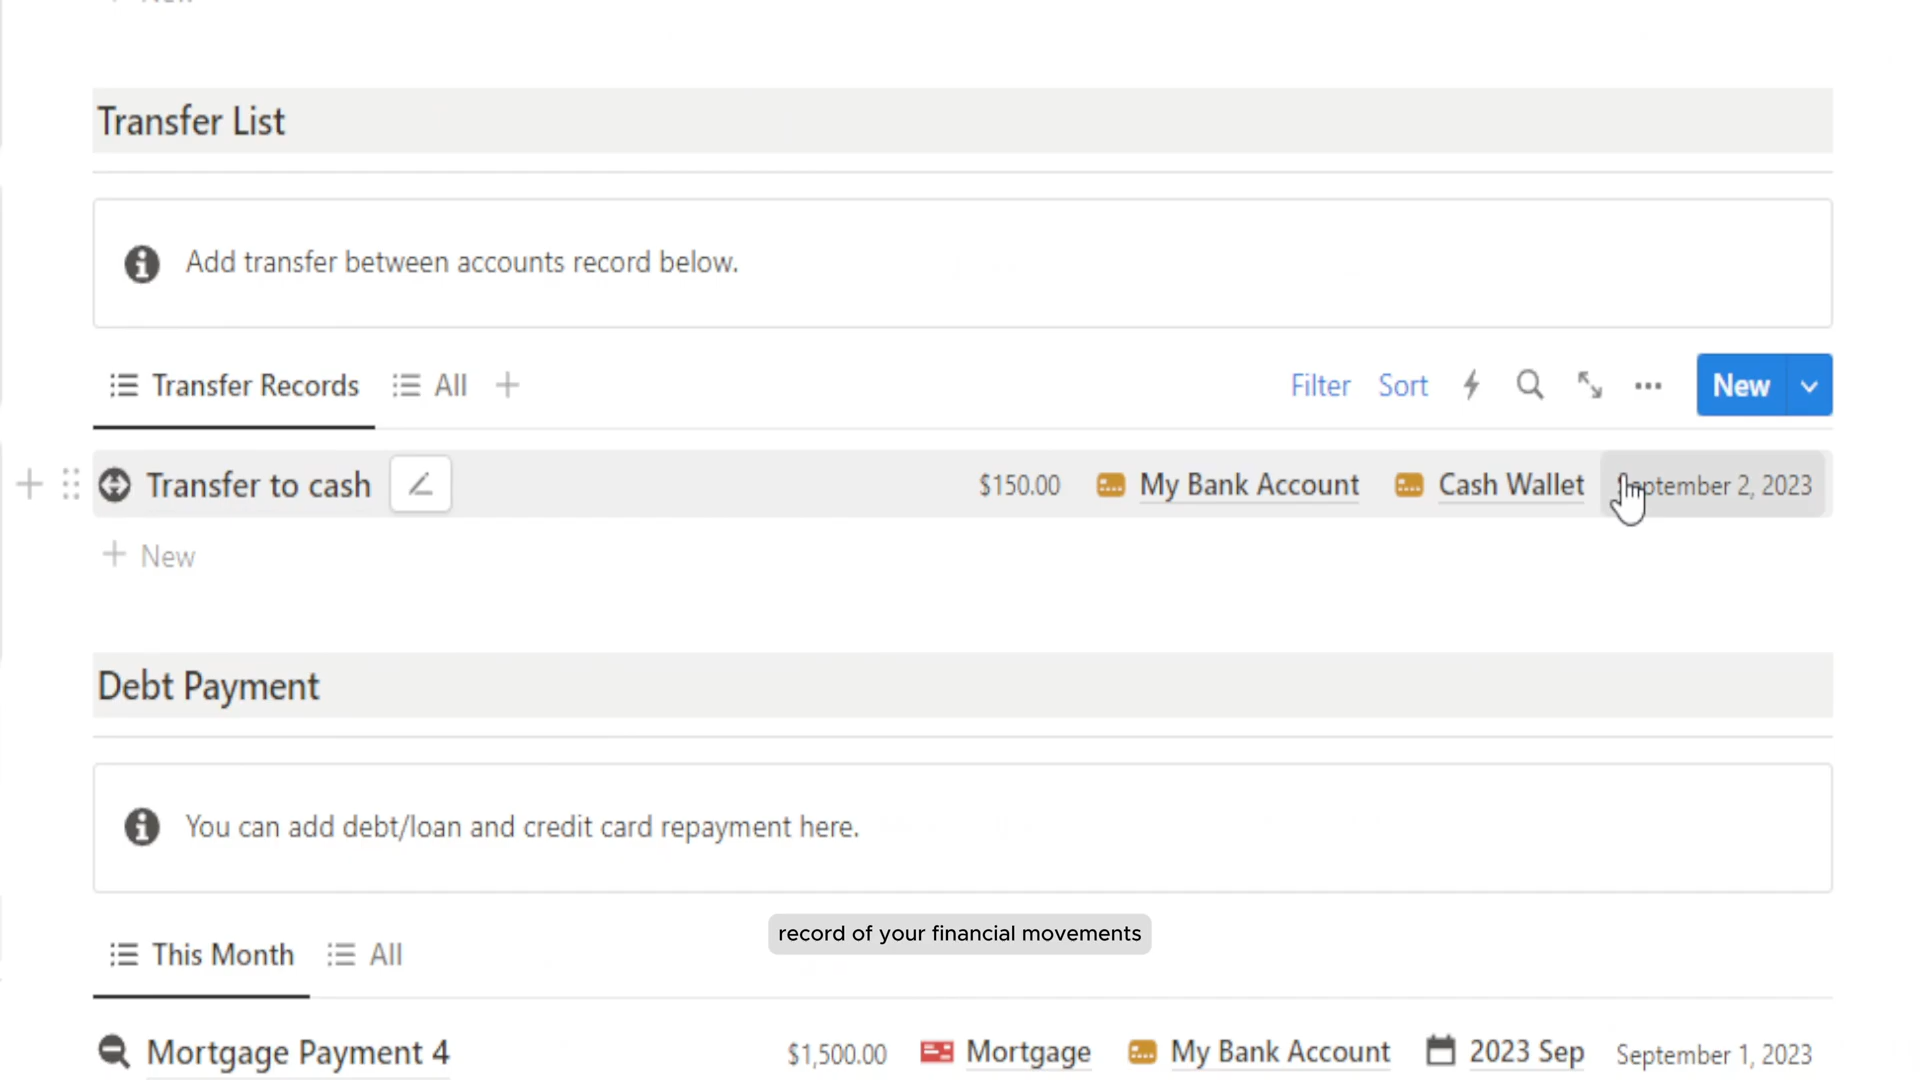 Transfer List
Add transfer between accounts record below.
Transfer Records All
Filter Sort New
Transfer to cash $150.00 My Bank Account Cash Wallet September 2, 2023
New
Debt Payment
You can add debt/loan and credit card repayment here.
record of your financial movements
This Month All
Mortgage Payment 4 $1,500.00 Mortgage My Bank Account 2023 Sep September 1, 2023